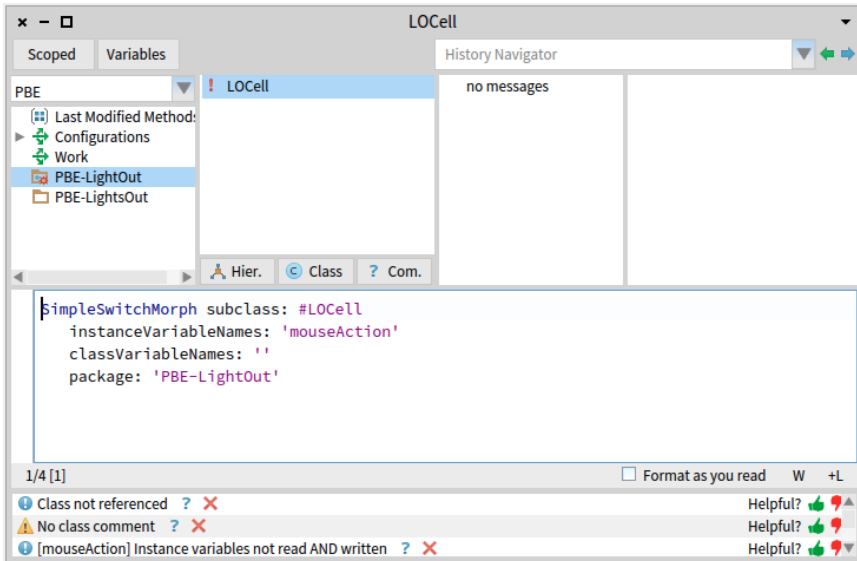 LOCell
Scoped Variables History Navigator
PBE
Last Modified Method
Configurations
Work
PBE-LightOut
PBE-LightsOut
! LOCell
no messages
Hier. C Class ? Com.
SimpleSwitchMorph subclass: #LOCell
instanceVariableNames: 'mouseAction'
classVariableNames: ''
package: 'PBE-LightOut'
1/4 [1] Format as you read W +L
Class not referenced ? Helpful?
No class comment ? Helpful?
[mouseAction] Instance variables not read AND written ? Helpful?